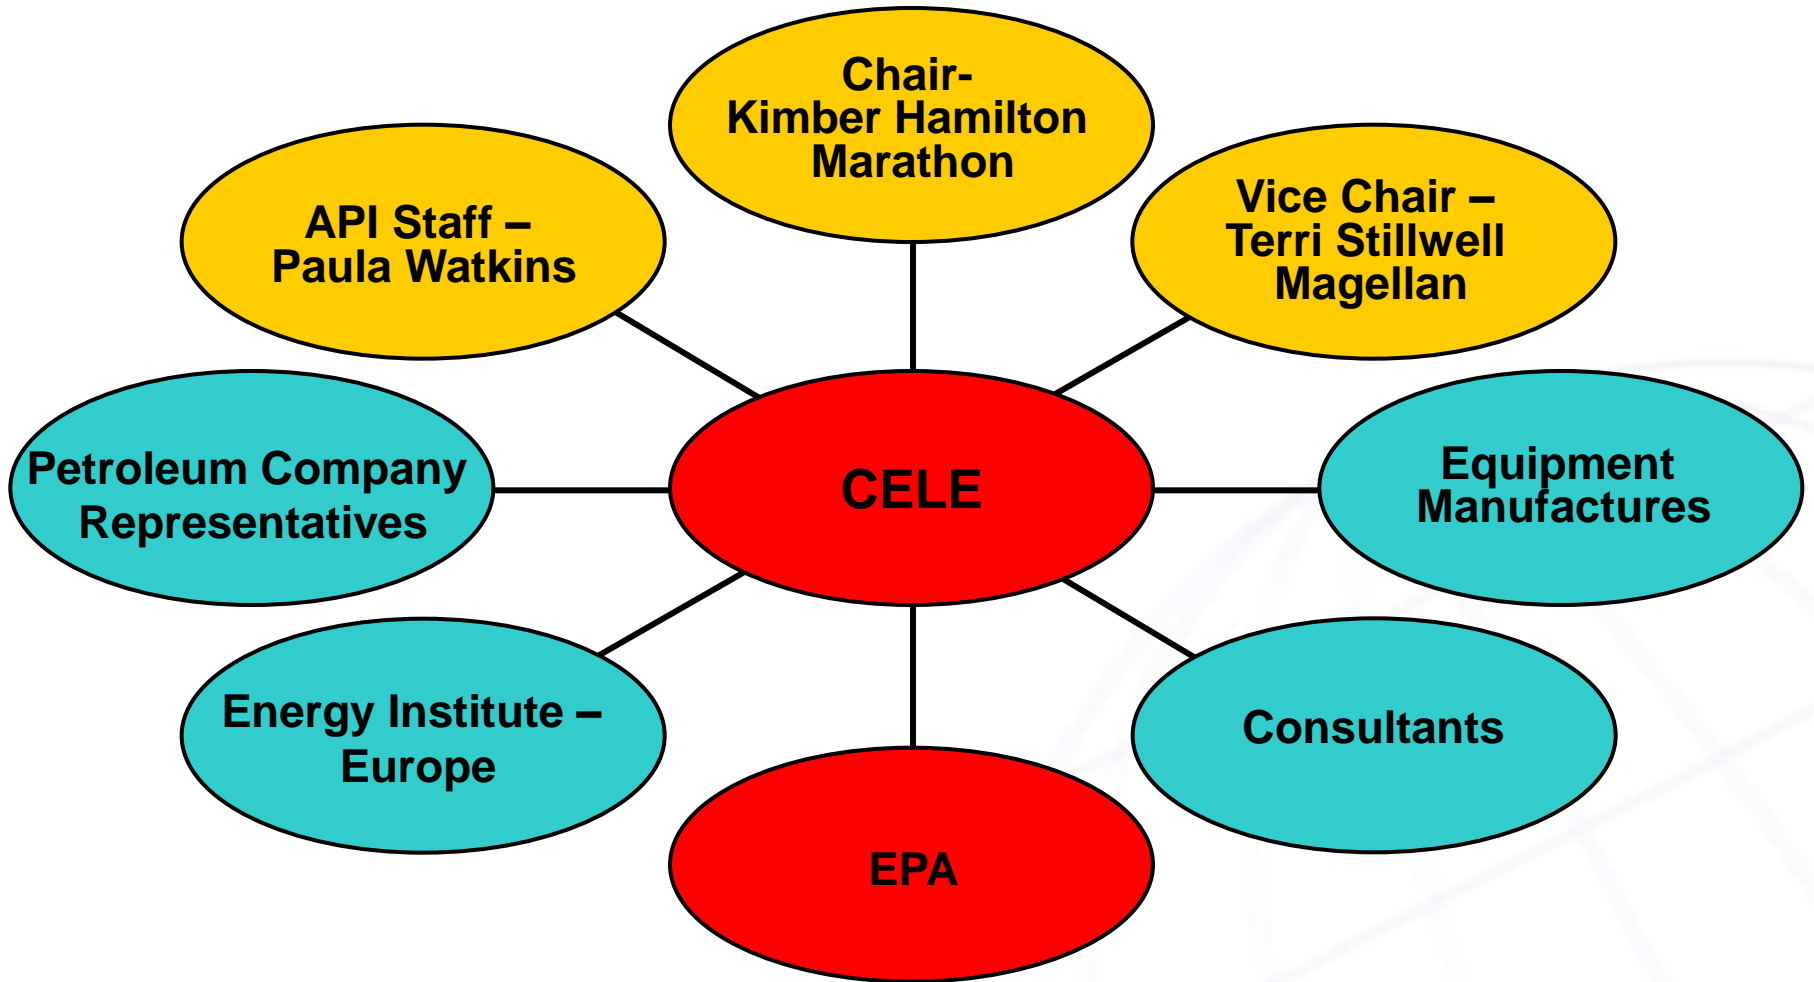 Chair-
Kimber Hamilton
Marathon
API Staff –
Paula Watkins
Vice Chair –
Terri Stillwell
Magellan
Petroleum Company
Representatives
CELE
Equipment
Manufactures
Energy Institute –
Europe
Consultants
EPA